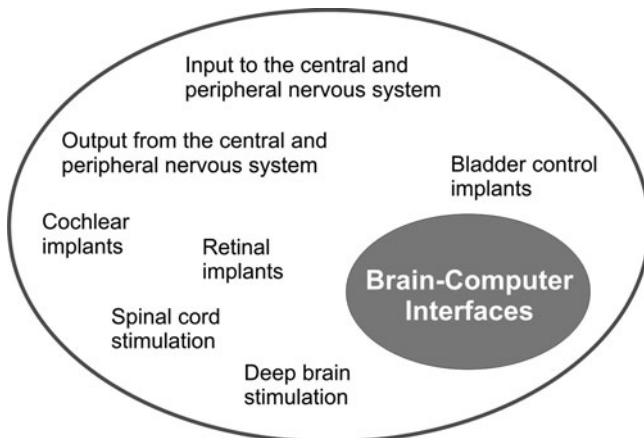 Input to the central and
peripheral nervous system
Output from the central and
peripheral nervous system
Bladder control
implants
Cochlear
implants
Retinal
implants
Brain-Computer
Interfaces
Spinal cord
stimulation
Deep brain
stimulation